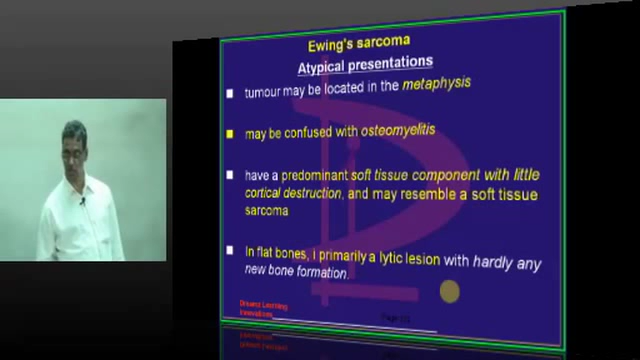 Ewing's sarcoma
Atypical presentations
tumour may be located in the metaphysis
may be confused with osteomyelitis
have a predominant soft tissue component with little
cortical destruction, and may resemble a soft tissue
sarcoma
In flat bones, I primarily a lytic lesion with hardly any
new bone formation.
Learning
Innovations
Page